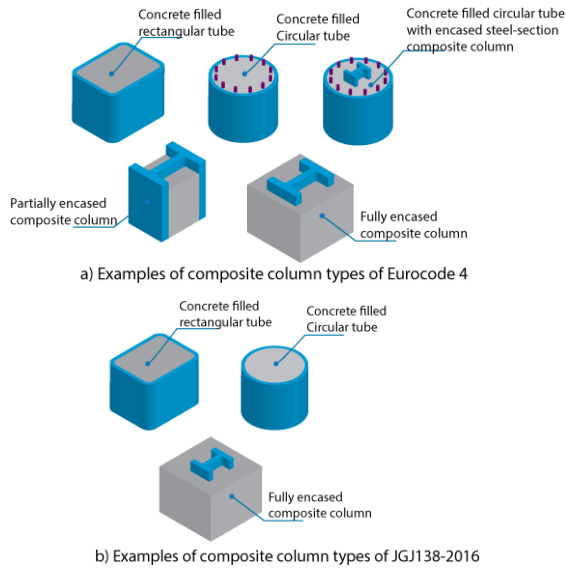 Concrete filled
rectangular tube
Concrete filled
Circular tube
Concrete filled circular tube
with encased steel-section
composite column
Partially encased
composite column
Fully encased
composite column
a) Examples of composite column types of Eurocode 4
Concrete filled
rectangular tube
Concrete filled
Circular tube
Fully encased
composite column
b) Examples of composite column types of JGJ138-2016